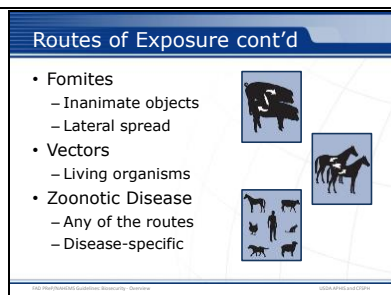 Routes of Exposure cont'd
• Fomites
– Inanimate objects
– Lateral spread
• Vectors
– Living organisms
• Zoonotic Disease
– Any of the routes
– Disease-specific
FAD PReP/NAHEMS Guidelines: Biosecurity - Overview
USDA APHIS and CFSPH